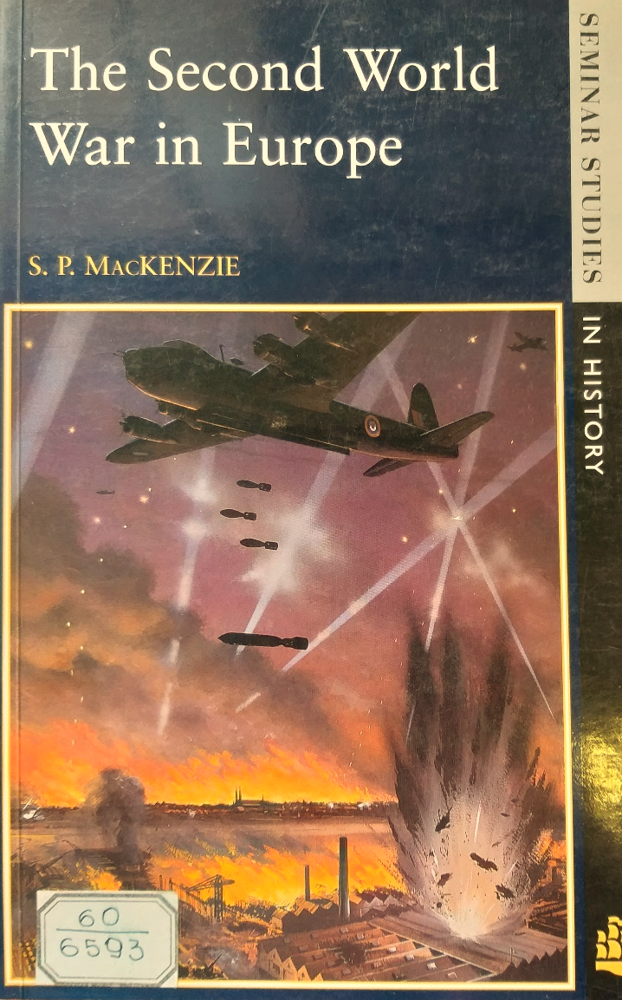 The Second World
War in Europe
S. P. MacKENZIE
SEMINAR STUDIES
IN HISTORY
60
6593